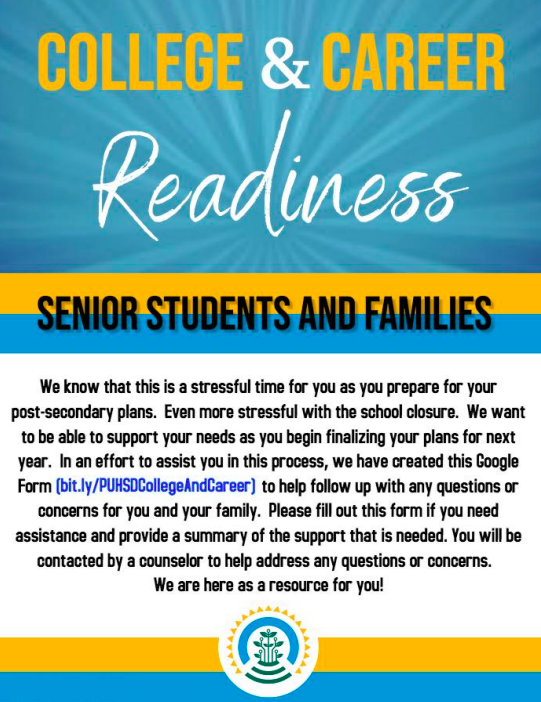 COLLEGE & CAREER
Readiness
SENIOR STUDENTS AND FAMILIES
We know that this is a stressful time for you as you prepare for your
post-secondary plans. Even more stressful with the school closure. We want
to be able to support your needs as you begin finalizing your plans for next
year. In an effort to assist you in this process, we have created this Google
Form (bit.ly/PUHSDCollegeAndCareer) to help follow up with any questions or
concerns for you and your family. Please fill out this form if you need
assistance and provide a summary of the support that is needed. You will be
contacted by a counselor to help address any questions or concerns.
We are here as a resource for you!